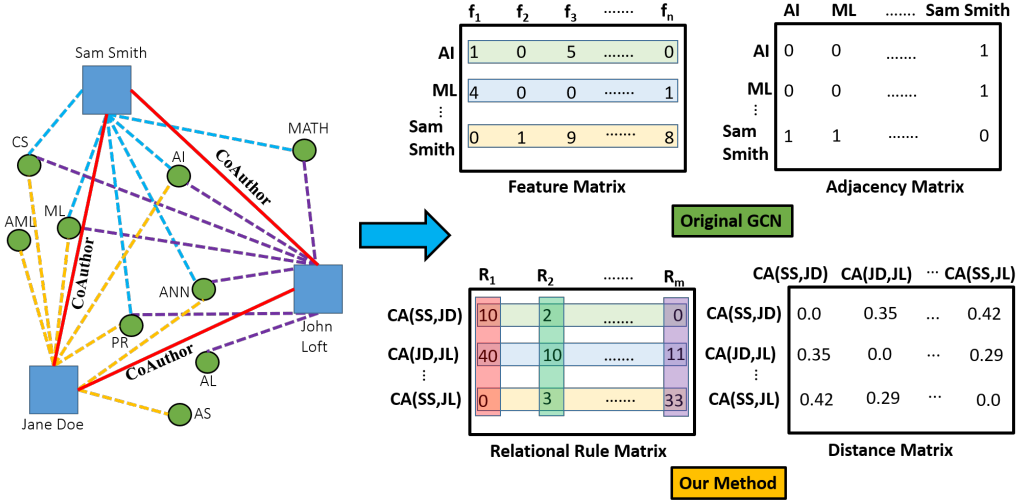 Sam Smith
CS
MATH
AI
CoAuthor
AML
ML
CoAuthor
ANN
John
Loft
PR
CoAuthor
AL
Jane Doe
AS
f1 f2 f3 ....... fn
AI 1 0 5 ....... 0
ML 4 0 0 ....... 1
...
Sam
Smith 0 1 9 ....... 8
Feature Matrix
AI ML ....... Sam Smith
AI 0 0 ....... 1
ML 0 0 ....... 1
...
Sam
Smith 1 1 ....... 0
Adjacency Matrix
Original GCN
R1 R2 ....... Rm
CA(SS,JD) 10 2 ....... 0
CA(JD,JL) 40 10 ....... 11
...
CA(SS,JL) 0 3 ....... 33
Relational Rule Matrix
CA(SS,JD) CA(JD,JL) ... CA(SS,JL)
CA(SS,JD) 0.0 0.35 ... 0.42
CA(JD,JL) 0.35 0.0 ... 0.29
...
CA(SS,JL) 0.42 0.29 ... 0.0
Distance Matrix
Our Method